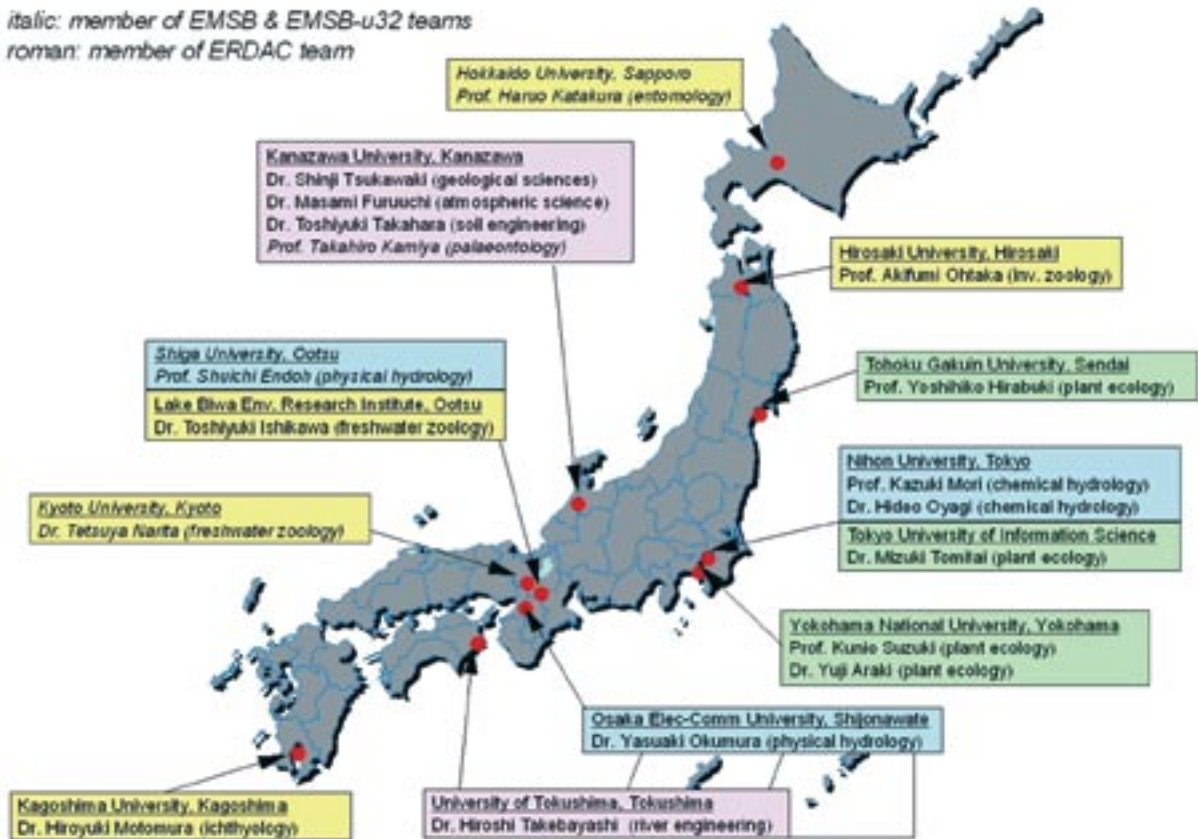 italic: member of EMSB & EMSB-u32 teams
roman: member of ERDAC team
Hokkaido University, Sapporo
Prof. Haruo Katakura (entomology)
Kanazawa University, Kanazawa
Dr. Shinji Tsukawaki (geological sciences)
Dr. Masami Furuuchi (atmospheric science)
Dr. Toshiyuki Takahara (soil engineering)
Prof. Takahiro Kamiya (palaeontology)
Hirosaki University, Hirosaki
Prof. Akifumi Ohtaka (inv. zoology)
Shiga University, Ootsu
Prof. Shuichi Endoh (physical hydrology)
Lake Biwa Env. Research Institute, Ootsu
Dr. Toshiyuki Ishikawa (freshwater zoology)
Tohoku Gakuin University, Sendai
Prof. Yoshihiko Hirabuki (plant ecology)
Nihon University, Tokyo
Prof. Kazuki Mori (chemical hydrology)
Dr. Hideo Oyagi (chemical hydrology)
Tokyo University of Information Science
Dr. Mizuki Tomitai (plant ecology)
Kyoto University, Kyoto
Dr. Tetsuya Narita (freshwater zoology)
Yokohama National University, Yokohama
Prof. Kunio Suzuki (plant ecology)
Dr. Yuji Araki (plant ecology)
Osaka Elec-Comm University, Shijonawate
Dr. Yasuaki Okumura (physical hydrology)
Kagoshima University, Kagoshima
Dr. Hiroyuki Motomura (ichthyology)
University of Tokushima, Tokushima
Dr. Hiroshi Takebayashi (river engineering)